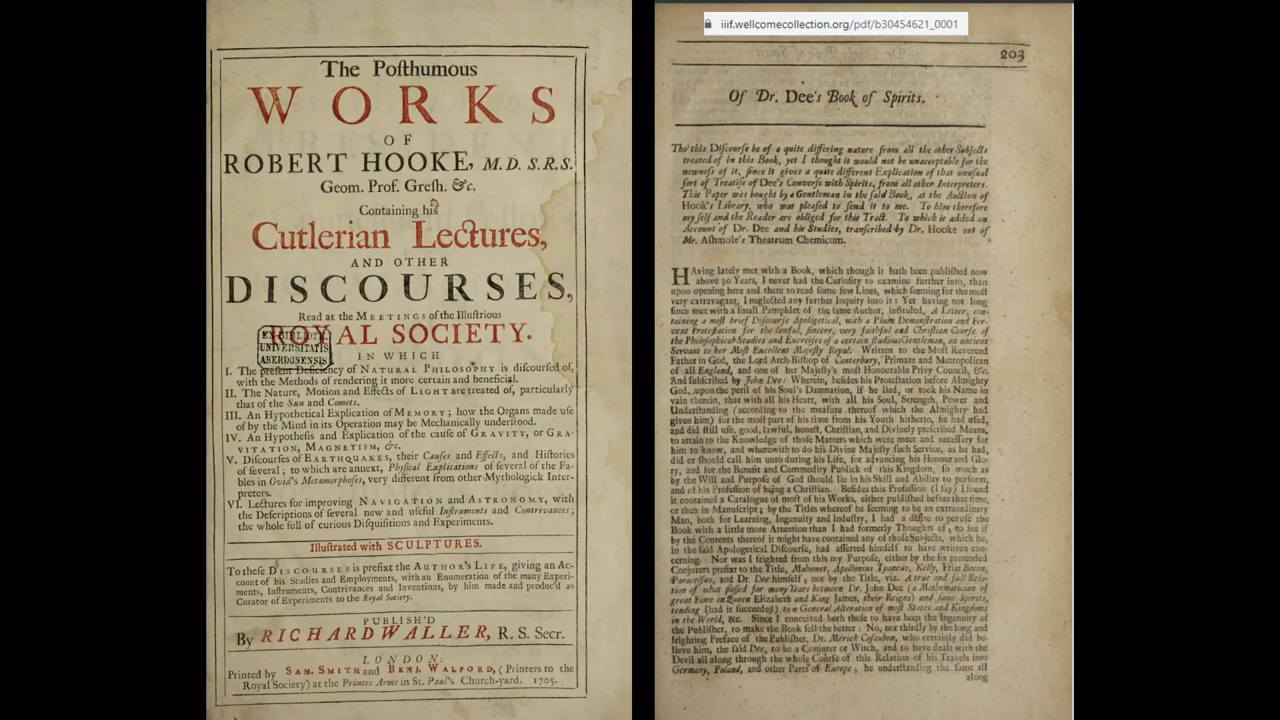 The Posthumous
WORKS
OF
ROBERT HOOKE, M.D. S.R.S.
Geom. Prof. Gresh. &c.
Containing his
Cutlerian Lectures,
AND OTHER
DISCOURSES,
Read at the MEETINGS of the Illustrious
ROYAL SOCIETY.
EX BIBLIOTH.
UNIVERSITATIS
ABERDONENSIS
IN WHICH
I. The present Deficiency of NATURAL PHILOSOPHY is discoursed of,
with the Methods of rendering it more certain and beneficial.
II. The Nature, Motion and Effects of LIGHT are treated of, particularly
that of the Sun and Comets.
III. An Hypothetical Explication of MEMORY; how the Organs made use
of by the Mind in its Operation may be Mechanically understood.
IV. An Hypothesis and Explication of the cause of GRAVITY, or GRA-
VITATION, MAGNETISM, &c.
V. Discourses of EARTHQUAKES, their Causes and Effects, and Histories
of several; to which are annext, Physical Explications of several of the Fa-
bles in Ovid's Metamorphoses, very different from other Mythologick Inter-
preters.
VI. Lectures for improving NAVIGATION and ASTRONOMY, with
the Descriptions of several new and useful Instruments and Contrivances;
the whole full of curious Disquisitions and Experiments.
Illustrated with SCULPTURES.
To these DISCOURSES is prefixt the AUTHOR'S LIFE, giving an Ac-
count of his Studies and Employments, with an Enumeration of the many Experi-
ments, Instruments, Contrivances and Inventions, by him made and produc'd as
Curator of Experiments to the Royal Society.
PUBLISH'D
By RICHARD WALLER, R. S. Secr.
LONDON:
Printed by SAM. SMITH and BENJ. WALFORD, (Printers to the
Royal Society) at the Princes Arms in St. Paul's Church-yard. 1705.
iiif.wellcomecollection.org/pdf/b30454621_0001
203
Of Dr. Dee's Book of Spirits.
Tho' this Discourse be of a quite differing nature from all the other Subjects
treated of in this Book, yet I thought it would not be unacceptable for the
newness of it, since it gives a quite different Explication of that unusual
sort of Treatise of Dee's Converse with Spirits, from all other Interpreters.
This Paper was bought by a Gentleman in the said Book, at the Auction of
Hook's Library, who was pleased to send it to me. To him therefore
my self and the Reader are obliged for this Tract. To which is added an
Account of Dr. Dee and his Studies, transcribed by Dr. Hooke out of
Mr. Ashmole's Theatrum Chemicum.
HAving lately met with a Book, which though it hath been published now
above 30 Years, I never had the Curiosity to examine further into, than
upon opening here and there to read some few Lines, which seeming for the most
very extravagant, I neglected any further Inquiry into it: Yet having not long
since met with a small Pamphlet of the same Author, intituled, A Letter, con-
taining a most brief Discourse Apologetical, with a Plain Demonstration and Fer-
vent Protestation for the lawful, sincere, very faithful and Christian Course of
the Philosophical Studies and Exercises of a certain studious Gentleman, an antient
Servant to her Most Excellent Majesty Royal. Written to the Most Reverend
Father in God, the Lord Arch-Bishop of Canterbury, Primate and Metropolitan
of all England, and one of her Majesty's most Honourable Privy Council, &c.
And subscribed by John Dee: Wherein, besides his Protestation before Almighty
God, upon the peril of his Soul's Damnation, if he lied, or took his Name in
vain therein, that with all his Heart, with all his Soul, Strength, Power and
Understanding (according to the measure thereof which the Almighty had
given him) for the most part of his time from his Youth hitherto, he had used,
and did still use, good, lawful, honest, Christian, and Divinely prescribed Means,
to attain to the Knowledge of those Matters which were meet and necessary for
him to know, and wherewith to do his Divine Majesty such Service, as he had,
did or should call him unto during his Life, for advancing his Honour and Glo-
ry, and for the Benefit and Commodity Publick of this Kingdom, so much as
by the Will and Purpose of God should lie in his Skill and Ability to perform,
and of his Profession of being a Christian. Besides this Profession (I say) I found
it contained a Catalogue of most of his Works, either published before that time,
or then in Manuscript; by the Titles whereof he seeming to be an extraordinary
Man, both for Learning, Ingenuity and Industry, I had a desire to peruse the
Book with a little more Attention than I had formerly Thoughts of, to see if
by the Contents thereof it might have contained any of those Subjects, which he,
in the said Apologetical Discourse, had asserted himself to have written con-
cerning. Nor was I frighted from this my Purpose, either by the six pretended
Conjurers prefixt to the Title, Mahomet, Apollonius Tyaneus, Kelly, Friar Bacon,
Paracelsus, and Dr. Dee himself; nor by the Title, viz. A true and full Rela-
tion of what passed for many Years between Dr. John Dee (a Mathematician of
great Fame in Queen Elizabeth and King James, their Reigns) and some Spirits,
tending (had it succeeded) to a General Alteration of most States and Kingdoms
in the World, &c. Since I conceived both these to have been the Ingenuity of
the Publisher, to make the Book sell the better: No, nor thirdly by the long and
frighting Preface of the Publisher, Dr. Merick Casaubon, who certainly did be-
lieve him, the said Dee, to be a Conjurer or Witch, and to have dealt with the
Devil all along through the whole Course of this Relation of his Travels into
Germany, Poland, and other Parts of Europe; he understanding the same all
along